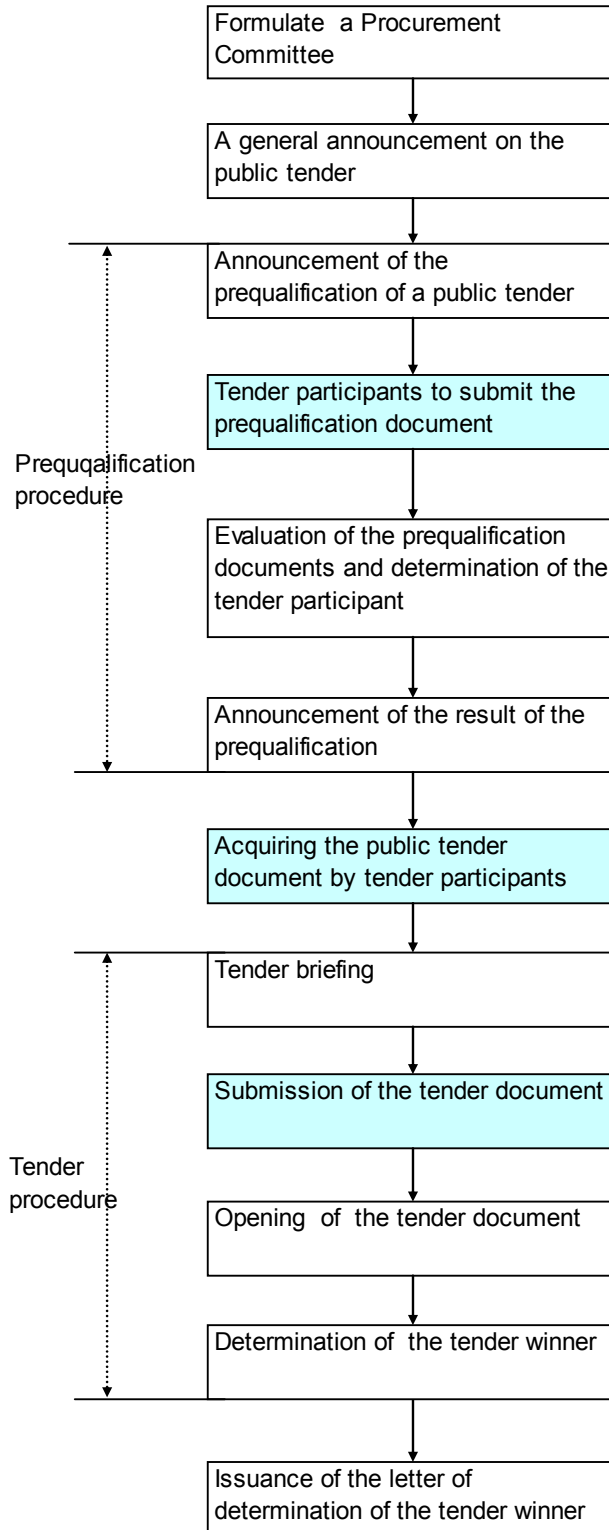 Formulate a Procurement
Committee
A general announcement on the
public tender
Announcement of the
prequalification of a public tender
Tender participants to submit the
prequalification document
Prequqalification
procedure
Evaluation of the prequalification
documents and determination of the
tender participant
Announcement of the result of the
prequalification
Acquiring the public tender
document by tender participants
Tender briefing
Submission of the tender document
Tender
procedure
Opening of the tender document
Determination of the tender winner
Issuance of the letter of
determination of the tender winner